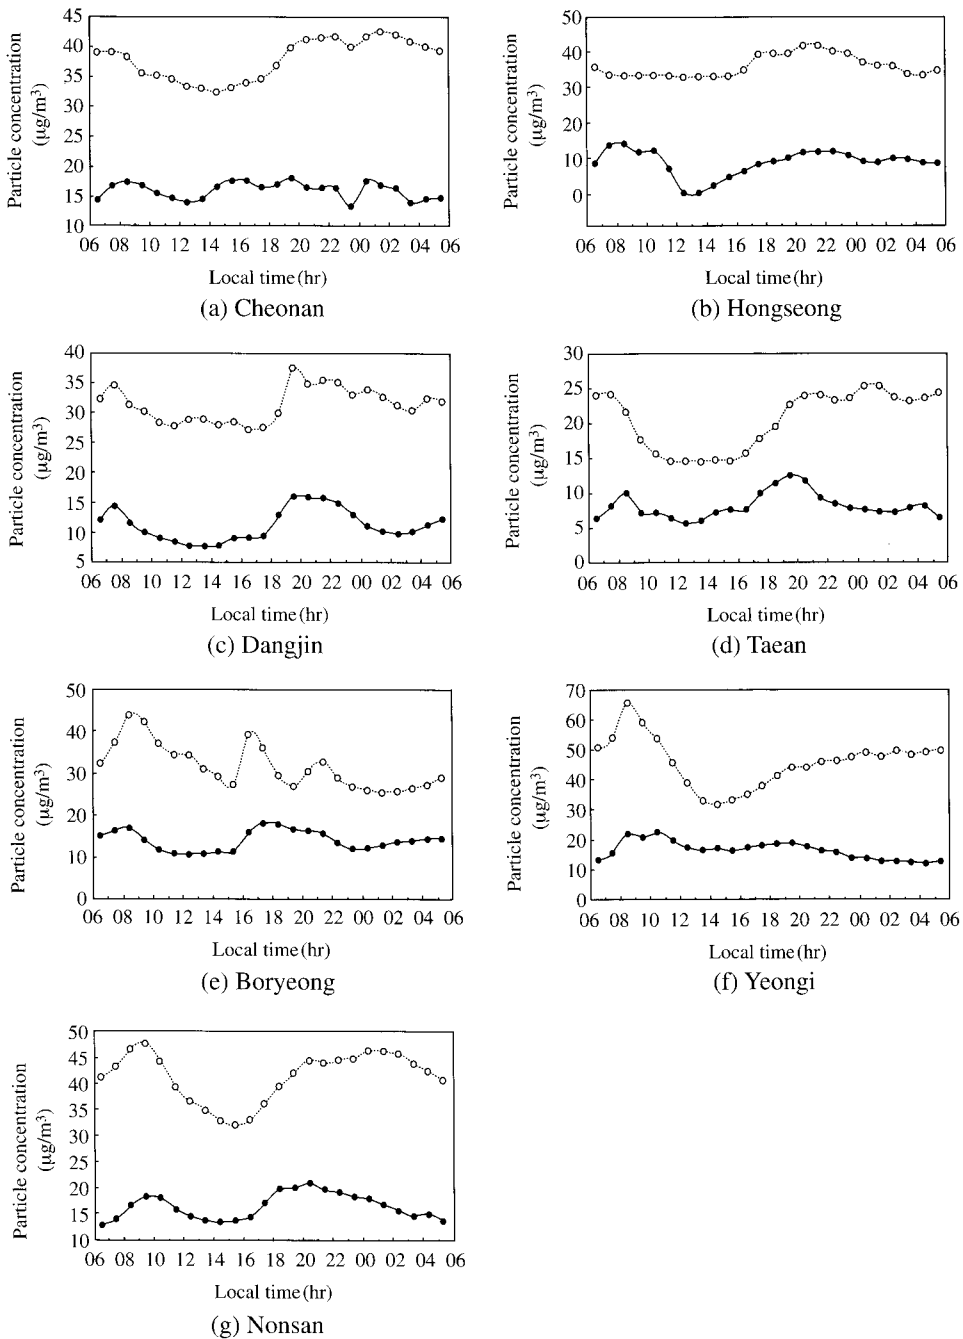 Particle concentration
(μg/m³)
45
40
35
30
25
20
15
10
06 08 10 12 14 16 18 20 22 00 02 04 06
Local time (hr)
(a) Cheonan
Particle concentration
(μg/m³)
50
40
30
20
10
0
06 08 10 12 14 16 18 20 22 00 02 04 06
Local time (hr)
(b) Hongseong
Particle concentration
(μg/m³)
40
35
30
25
20
15
10
5
06 08 10 12 14 16 18 20 22 00 02 04 06
Local time (hr)
(c) Dangjin
Particle concentration
(μg/m³)
30
25
20
15
10
5
0
06 08 10 12 14 16 18 20 22 00 02 04 06
Local time (hr)
(d) Taean
Particle concentration
(μg/m³)
50
40
30
20
10
0
06 08 10 12 14 16 18 20 22 00 02 04 06
Local time (hr)
(e) Boryeong
Particle concentration
(μg/m³)
70
60
50
40
30
20
10
0
06 08 10 12 14 16 18 20 22 00 02 04 06
Local time (hr)
(f) Yeongi
Particle concentration
(μg/m³)
50
45
40
35
30
25
20
15
10
06 08 10 12 14 16 18 20 22 00 02 04 06
Local time (hr)
(g) Nonsan